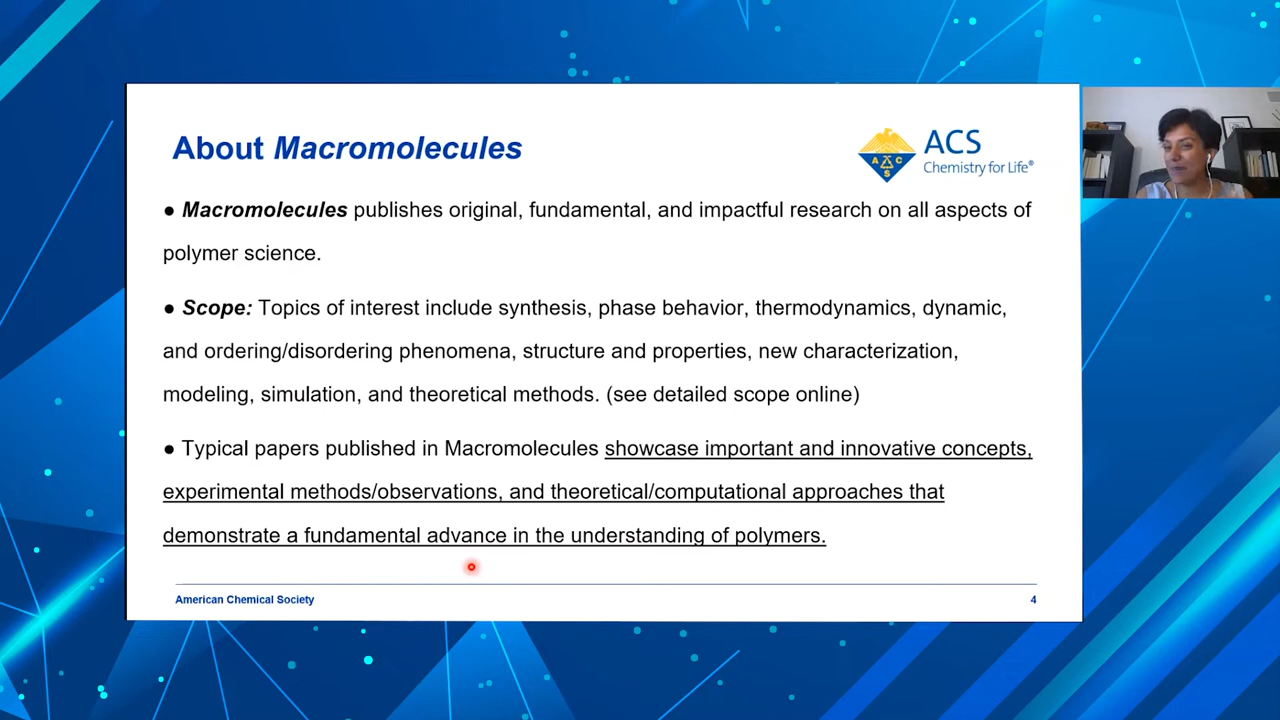 About Macromolecules
A C S
ACS
Chemistry for Life®
● Macromolecules publishes original, fundamental, and impactful research on all aspects of
polymer science.
● Scope: Topics of interest include synthesis, phase behavior, thermodynamics, dynamic,
and ordering/disordering phenomena, structure and properties, new characterization,
modeling, simulation, and theoretical methods. (see detailed scope online)
● Typical papers published in Macromolecules showcase important and innovative concepts,
experimental methods/observations, and theoretical/computational approaches that
demonstrate a fundamental advance in the understanding of polymers.
American Chemical Society
4